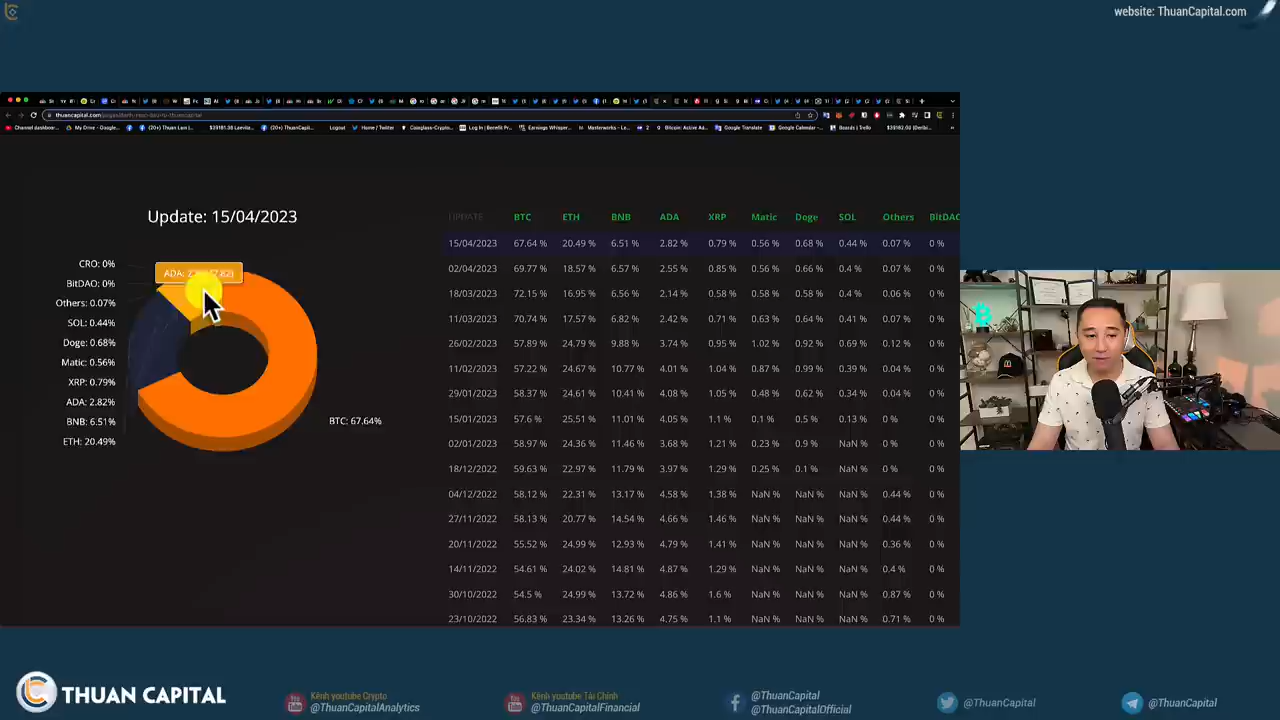 website: ThuanCapital.com
Update: 15/04/2023
CRO: 0%
BitDAO: 0%
Others: 0.07%
SOL: 0.44%
Doge: 0.68%
Matic: 0.56%
XRP: 0.79%
ADA: 2.82%
BNB: 6.51%
ETH: 20.49%
BTC: 67.64%
UPDATE BTC ETH BNB ADA XRP Matic Doge SOL Others BitDAO
15/04/2023 67.64 % 20.49 % 6.51 % 2.82 % 0.79 % 0.56 % 0.68 % 0.44 % 0.07 % 0 %
02/04/2023 69.77 % 18.57 % 6.57 % 2.55 % 0.85 % 0.56 % 0.66 % 0.4 % 0.07 % 0 %
18/03/2023 72.15 % 16.95 % 6.56 % 2.14 % 0.58 % 0.58 % 0.58 % 0.4 % 0.06 % 0 %
11/03/2023 70.74 % 17.57 % 6.82 % 2.42 % 0.71 % 0.63 % 0.64 % 0.41 % 0.07 % 0 %
26/02/2023 57.89 % 24.79 % 9.88 % 3.74 % 0.95 % 1.02 % 0.92 % 0.69 % 0.12 % 0 %
11/02/2023 57.22 % 24.67 % 10.77 % 4.01 % 1.04 % 0.87 % 0.99 % 0.39 % 0.04 % 0 %
29/01/2023 58.37 % 24.61 % 10.41 % 4.08 % 1.05 % 0.48 % 0.62 % 0.34 % 0.04 % 0 %
15/01/2023 57.6 % 25.51 % 11.01 % 4.05 % 1.1 % 0.1 % 0.5 % 0.13 % 0 % 0 %
02/01/2023 58.97 % 24.36 % 11.46 % 3.68 % 1.21 % 0.23 % 0.9 % NaN % 0 % 0 %
18/12/2022 59.63 % 22.97 % 11.79 % 3.97 % 1.29 % 0.25 % 0.1 % NaN % 0 % 0 %
04/12/2022 58.12 % 22.31 % 13.17 % 4.58 % 1.38 % NaN % NaN % NaN % 0.44 % 0 %
27/11/2022 58.13 % 20.77 % 14.54 % 4.66 % 1.46 % NaN % NaN % NaN % 0.44 % 0 %
20/11/2022 55.52 % 24.99 % 12.93 % 4.79 % 1.41 % NaN % NaN % NaN % 0.36 % 0 %
14/11/2022 54.61 % 24.02 % 14.81 % 4.87 % 1.29 % NaN % NaN % NaN % 0.4 % 0 %
30/10/2022 54.5 % 24.99 % 13.72 % 4.86 % 1.6 % NaN % NaN % NaN % 0.87 % 0 %
23/10/2022 56.83 % 23.34 % 13.26 % 4.75 % 1.1 % NaN % NaN % NaN % 0.71 % 0 %
THUAN CAPITAL
Kênh youtube Crypto
@ThuanCapitalAnalytics
Kênh youtube Tài Chính
@ThuanCapitalFinancial
@ThuanCapital
@ThuanCapitalOfficial
@ThuanCapital
@ThuanCapital